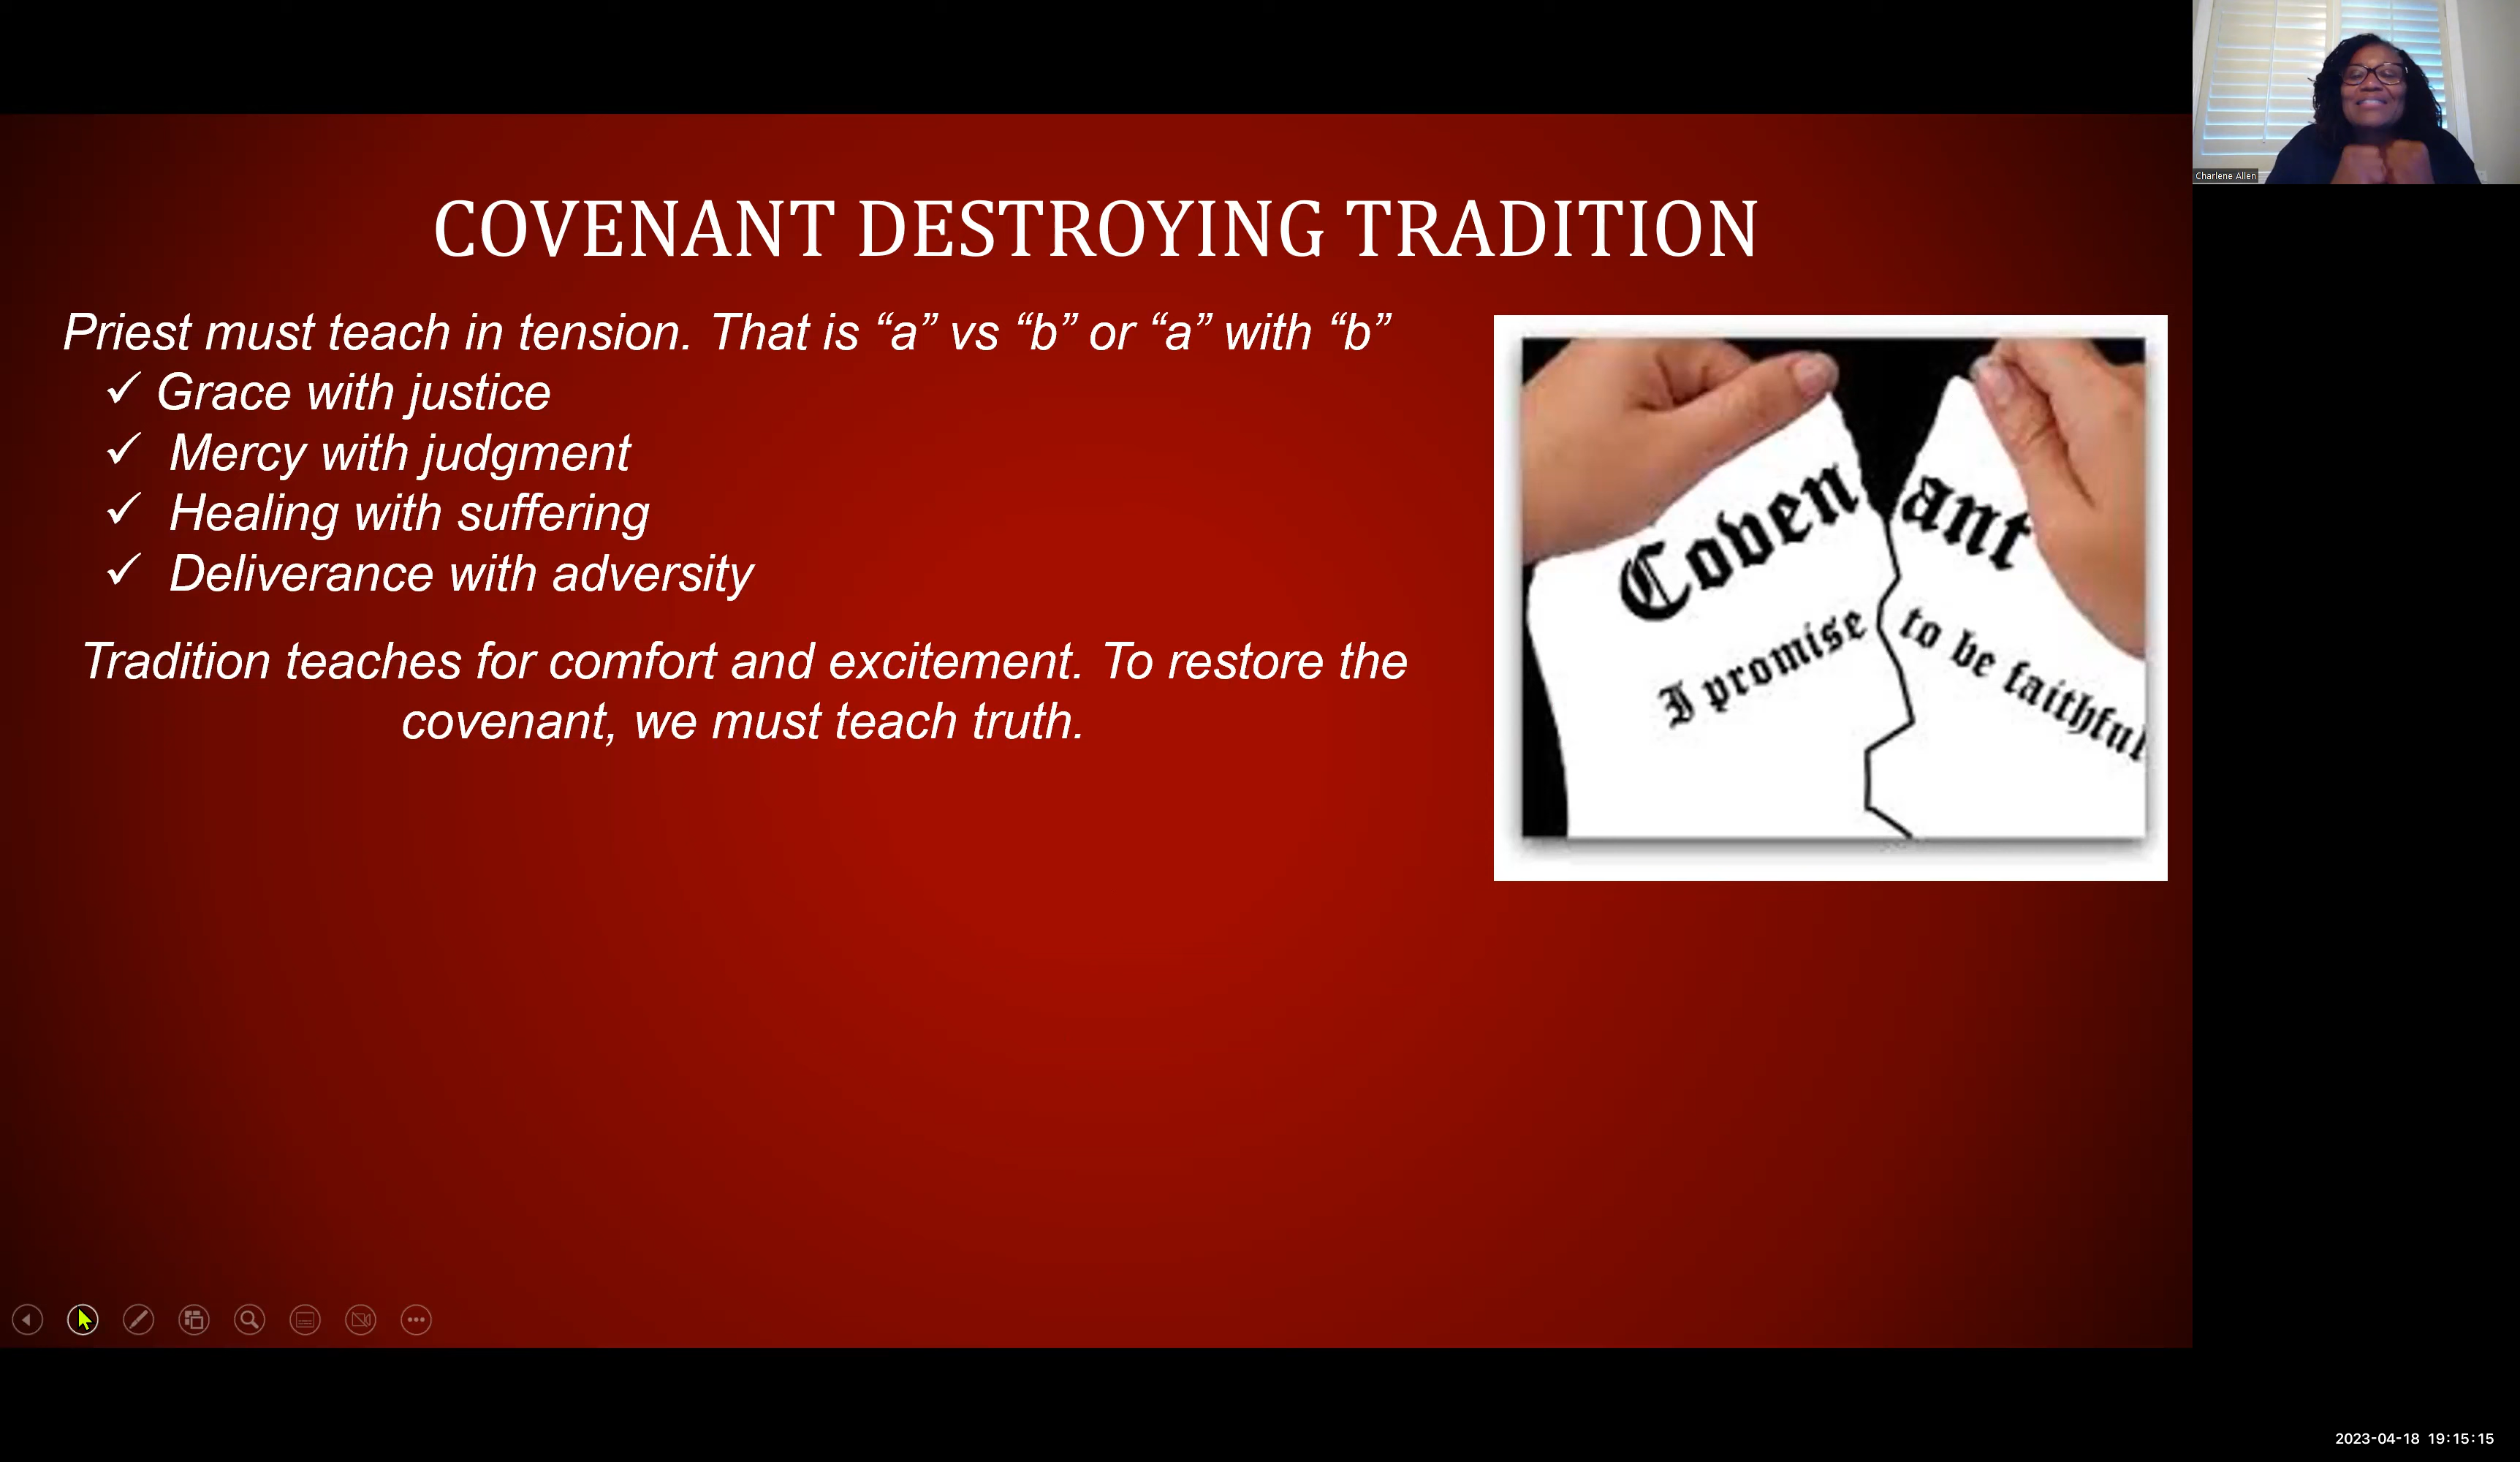 Charlene Allen
COVENANT DESTROYING TRADITION
Priest must teach in tension. That is “a” vs “b” or “a” with “b”
✓ Grace with justice
✓ Mercy with judgment
✓ Healing with suffering
✓ Deliverance with adversity
Tradition teaches for comfort and excitement. To restore the
covenant, we must teach truth.
Covenant
I promise to be faithful
2023-04-18 19:15:15